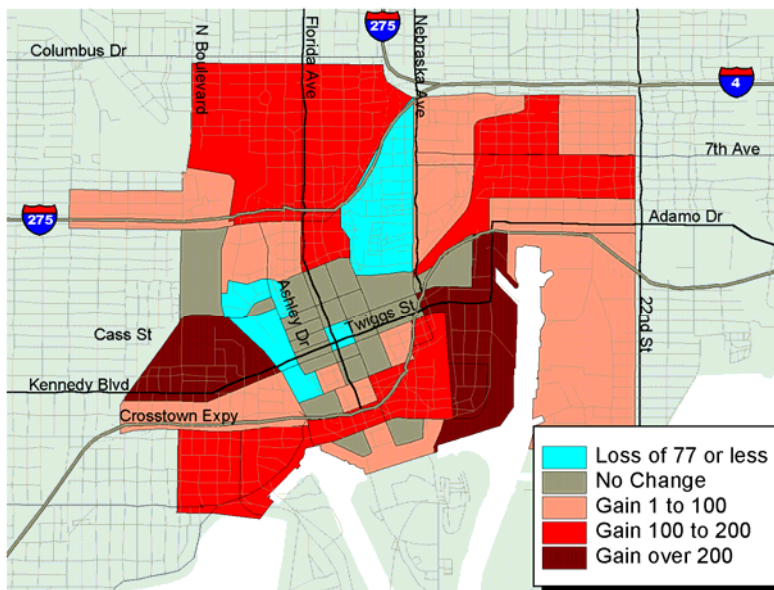 275
Columbus Dr
N Boulevard
Florida Ave
Nebraska Ave
4
7th Ave
275
Adamo Dr
Ashley Dr
Twiggs St
22nd St
Cass St
Kennedy Blvd
Crosstown Expy
Loss of 77 or less
No Change
Gain 1 to 100
Gain 100 to 200
Gain over 200